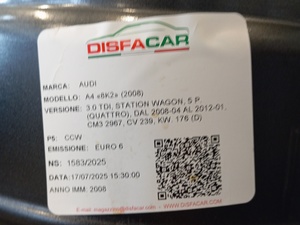 DISFACAR
MARCA: AUDI
MODELLO: A4 «8K2» (2008)
VERSIONE: 3.0 TDI, STATION WAGON, 5 P.
(QUATTRO), DAL 2008-04 AL 2012-01,
CM3 2967, CV 239, KW. 176 (D)
P5: CCW
EMISSIONE: EURO 6
NS: 1583/2025
DATA: 17/07/2025 15:30:00
ANNO IMM: 2008
www.disfacar.com